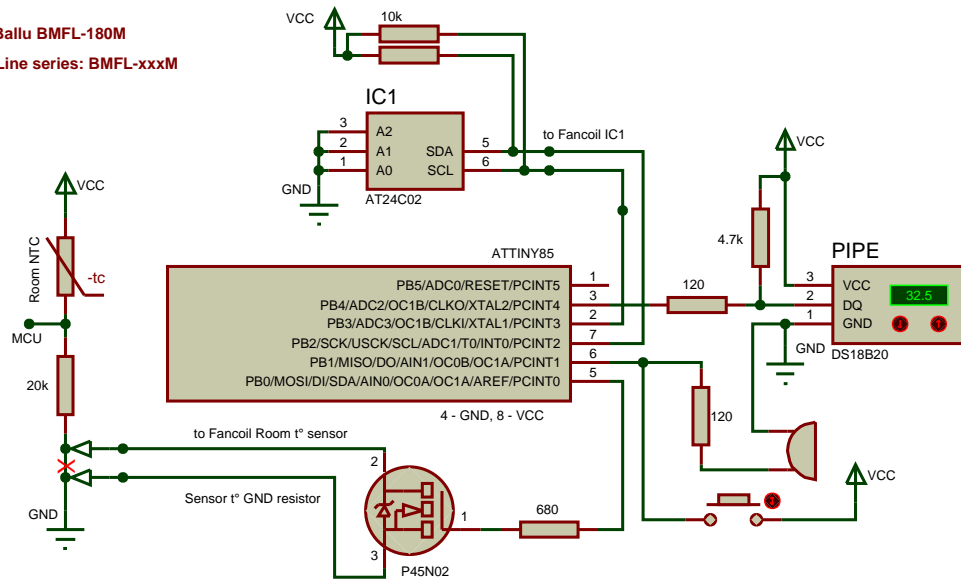 Ballu BMFL-180M
Line series: BMFL-xxxM
VCC
10k
IC1
3 A2
2 A1 SDA 5
1 A0 SCL 6
to Fancoil IC1
GND
AT24C02
VCC
Room NTC
-tc
MCU
20k
GND
ATTINY85
PB5/ADC0/RESET/PCINT5 1
PB4/ADC2/OC1B/CLKO/XTAL2/PCINT4 3
PB3/ADC3/OC1B/CLKI/XTAL1/PCINT3 2
PB2/SCK/USCK/SCL/ADC1/T0/INT0/PCINT2 7
PB1/MISO/DO/AIN1/OC0B/OC1A/PCINT1 6
PB0/MOSI/DI/SDA/AIN0/OC0A/OC1A/AREF/PCINT0 5
4 - GND, 8 - VCC
VCC
4.7k
120
PIPE
3 VCC
2 DQ
1 GND
32.5
GND
DS18B20
120
VCC
to Fancoil Room t° sensor
Sensor t° GND resistor
2
1
3
680
P45N02